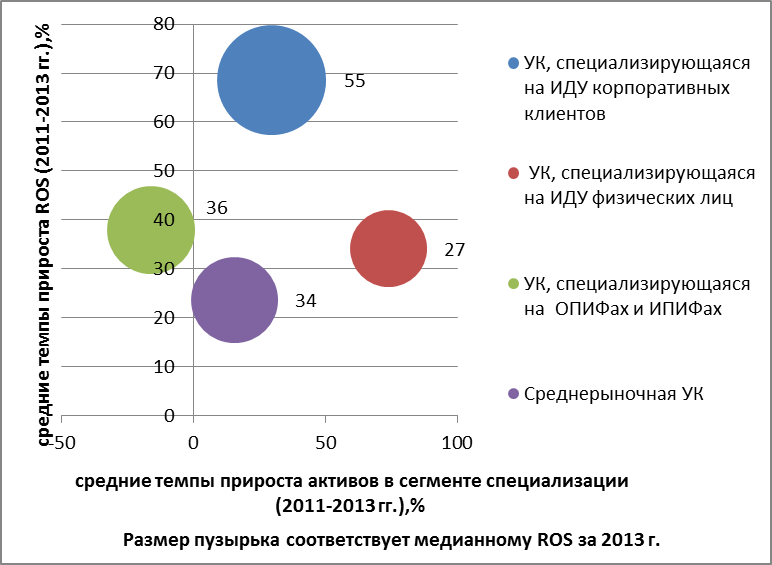 средние темпы прироста ROS (2011-2013 гг.),%
80
70
60
50
40
30
20
10
0
55
36
27
34
-50
0
50
100
средние темпы прироста активов в сегменте специализации
(2011-2013 гг.),%
Размер пузырька соответствует медианному ROS за 2013 г.
УК, специализирующаяся
на ИДУ корпоративных
клиентов
УК, специализирующаяся
на ИДУ физических лиц
УК, специализирующаяся
на ОПИФах и ИПИФах
Среднерыночная УК